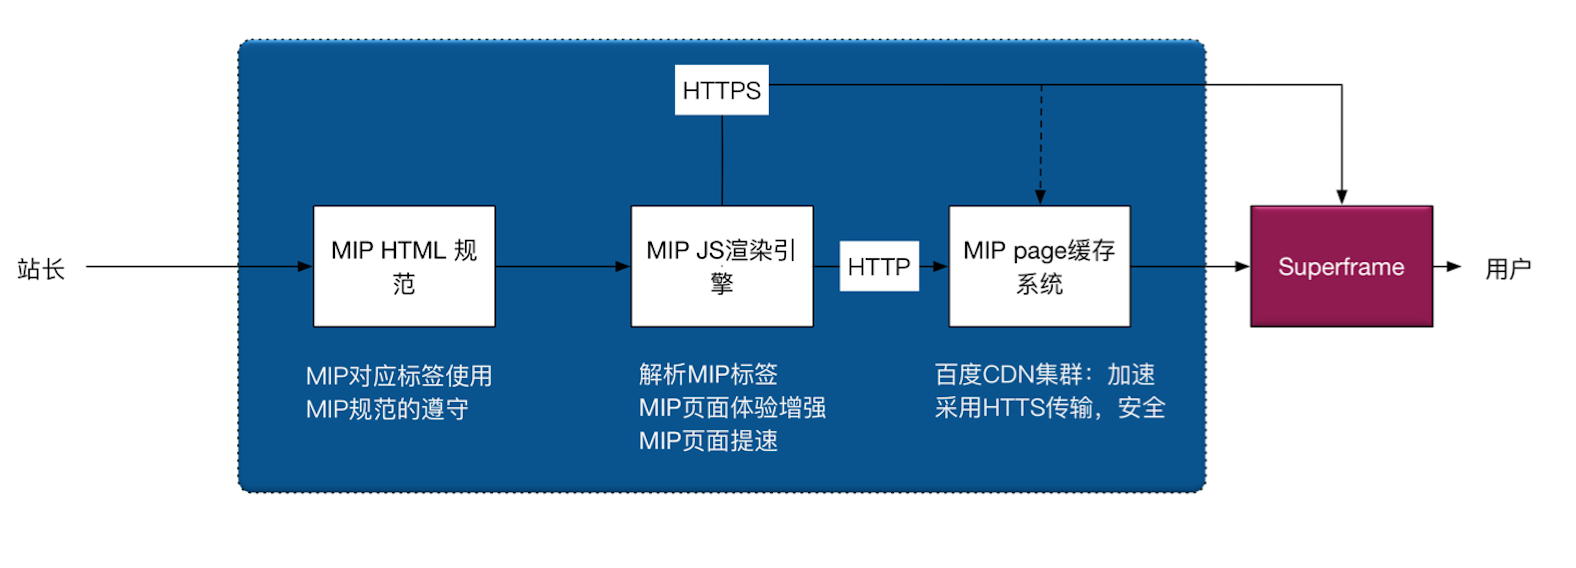 HTTPS
站长
MIP HTML 规
范
MIP JS渲染引
擎
HTTP
MIP page缓存
系统
Superframe
用户
MIP对应标签使用
MIP规范的遵守
解析MIP标签
MIP页面体验增强
MIP页面提速
百度CDN集群：加速
采用HTTS传输，安全